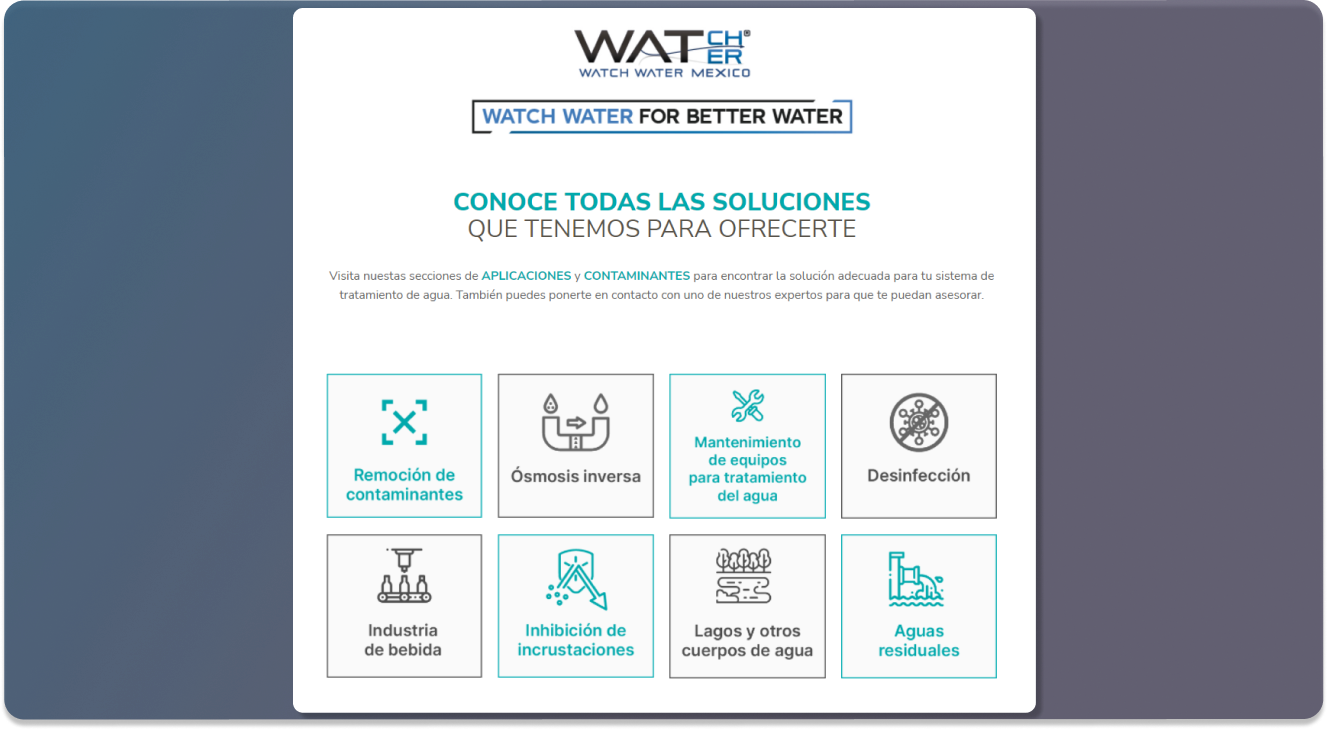 WATCHER®
WATCH WATER MEXICO
WATCH WATER FOR BETTER WATER
CONOCE TODAS LAS SOLUCIONES
QUE TENEMOS PARA OFRECERTE
Visita nuestas secciones de APLICACIONES y CONTAMINANTES para encontrar la solución adecuada para tu sistema de
tratamiento de agua. También puedes ponerte en contacto con uno de nuestros expertos para que te puedan asesorar.
Remoción de
contaminantes
Ósmosis inversa
Mantenimiento
de equipos
para tratamiento
del agua
Desinfección
Industria
de bebida
Inhibición de
incrustaciones
Lagos y otros
cuerpos de agua
Aguas
residuales